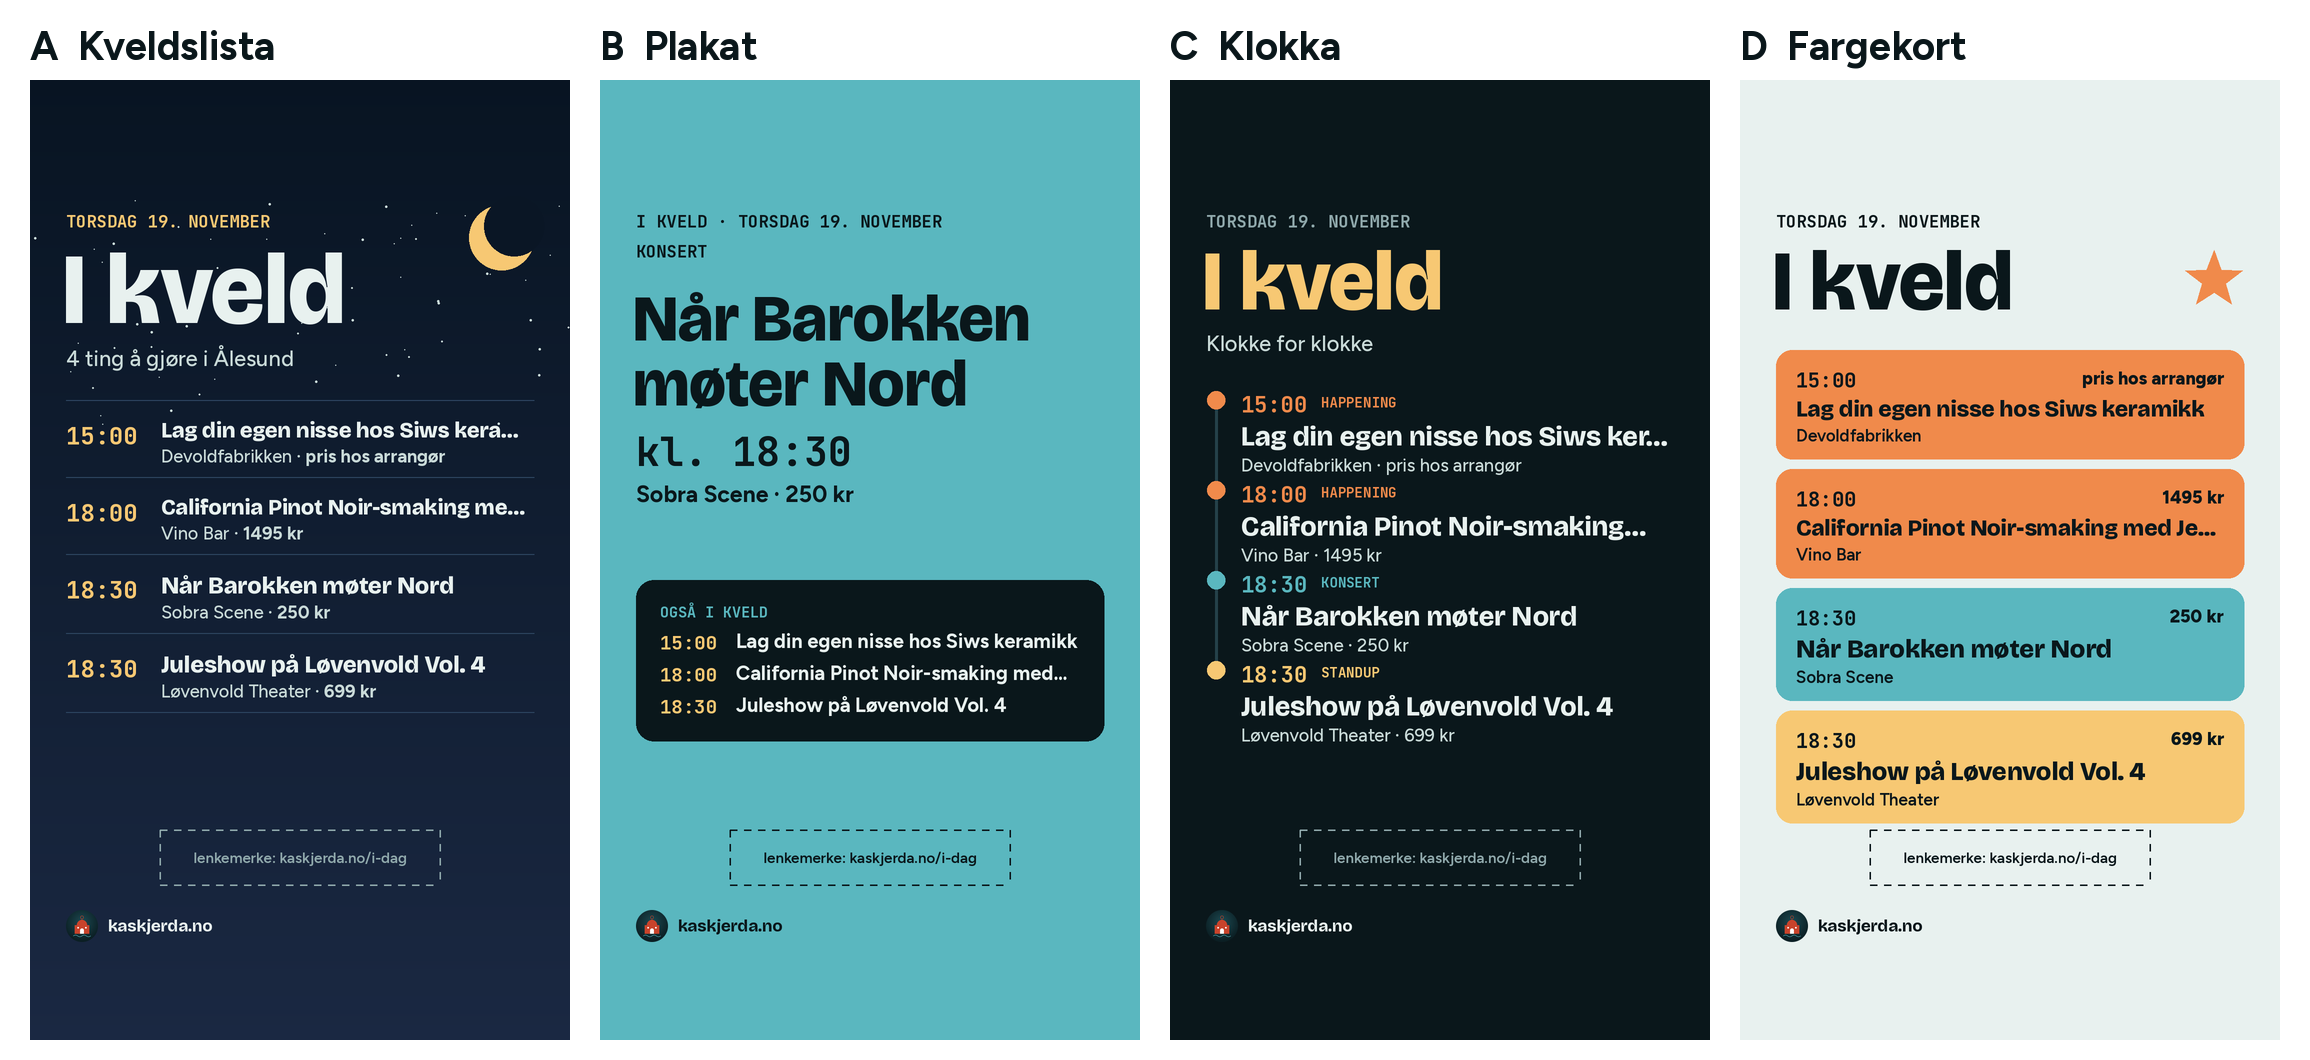 A Kveldslista
TORSDAG 19. NOVEMBER
I kveld
4 ting å gjøre i Ålesund
15:00 Lag din egen nisse hos Siws kera...
Devoldfabrikken · pris hos arrangør
18:00 California Pinot Noir-smaking me...
Vino Bar · 1495 kr
18:30 Når Barokken møter Nord
Sobra Scene · 250 kr
18:30 Juleshow på Løvenvold Vol. 4
Løvenvold Theater · 699 kr
lenkemerke: kaskjerda.no/i-dag
kaskjerda.no
B Plakat
I KVELD · TORSDAG 19. NOVEMBER
KONSERT
Når Barokken
møter Nord
kl. 18:30
Sobra Scene · 250 kr
OGSÅ I KVELD
15:00 Lag din egen nisse hos Siws keramikk
18:00 California Pinot Noir-smaking med...
18:30 Juleshow på Løvenvold Vol. 4
lenkemerke: kaskjerda.no/i-dag
kaskjerda.no
C Klokka
TORSDAG 19. NOVEMBER
I kveld
Klokke for klokke
15:00 HAPPENING
Lag din egen nisse hos Siws ker...
Devoldfabrikken · pris hos arrangør
18:00 HAPPENING
California Pinot Noir-smaking...
Vino Bar · 1495 kr
18:30 KONSERT
Når Barokken møter Nord
Sobra Scene · 250 kr
18:30 STANDUP
Juleshow på Løvenvold Vol. 4
Løvenvold Theater · 699 kr
lenkemerke: kaskjerda.no/i-dag
kaskjerda.no
D Fargekort
TORSDAG 19. NOVEMBER
I kveld
15:00 pris hos arrangør
Lag din egen nisse hos Siws keramikk
Devoldfabrikken
18:00 1495 kr
California Pinot Noir-smaking med Je...
Vino Bar
18:30 250 kr
Når Barokken møter Nord
Sobra Scene
18:30 699 kr
Juleshow på Løvenvold Vol. 4
Løvenvold Theater
lenkemerke: kaskjerda.no/i-dag
kaskjerda.no